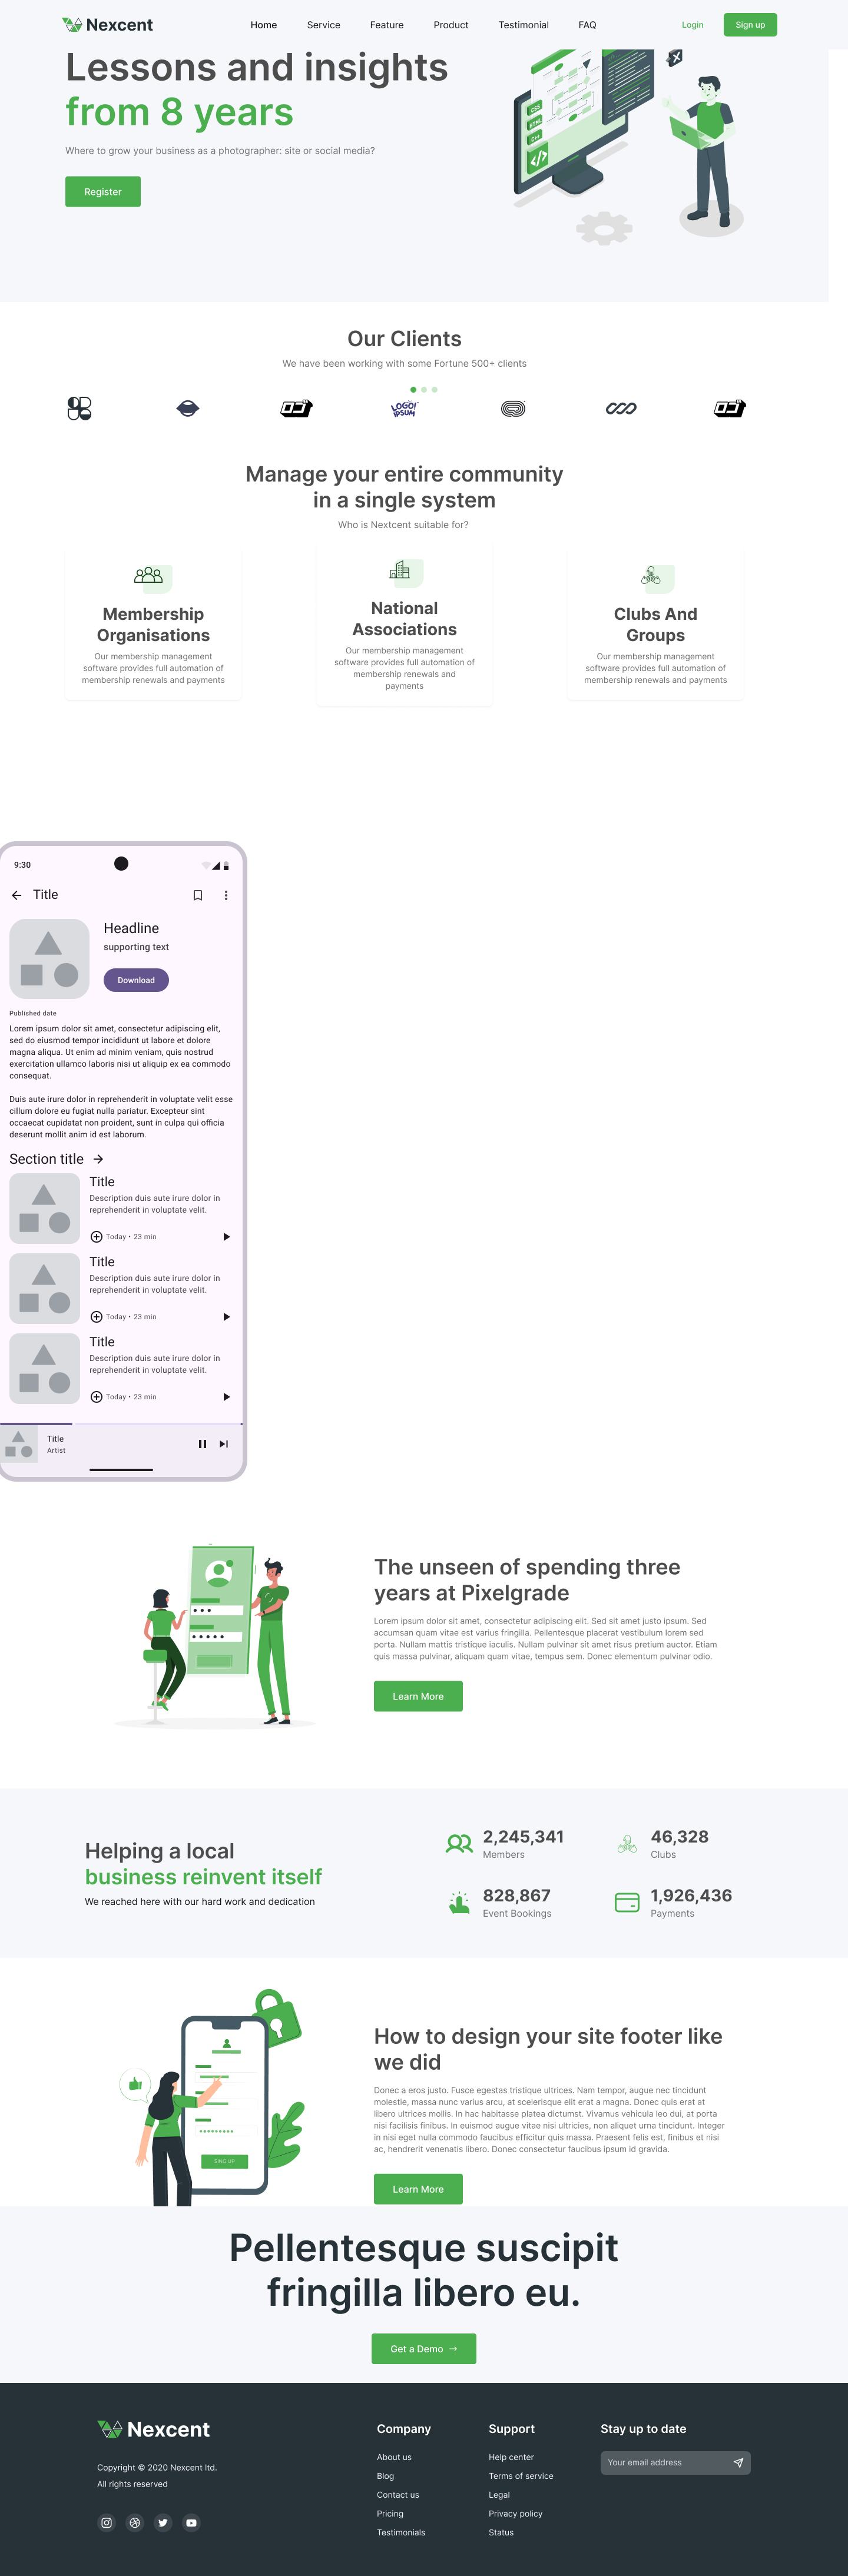 Nexcent
Home
Service
Feature
Product
Testimonial
FAQ
Login
Sign up
Lessons and insights
from 8 years
Where to grow your business as a photographer: site or social media?
Register
CSS
HTML
C++
</>
Our Clients
We have been working with some Fortune 500+ clients
LOGO!
IPSUM
Manage your entire community
in a single system
Who is Nextcent suitable for?
Membership
Organisations
Our membership management
software provides full automation of
membership renewals and payments
National
Associations
Our membership management
software provides full automation of
membership renewals and
payments
Clubs And
Groups
Our membership management
software provides full automation of
membership renewals and payments
9:30
Title
Headline
supporting text
Download
Published date
Lorem ipsum dolor sit amet, consectetur adipiscing elit,
sed do eiusmod tempor incididunt ut labore et dolore
magna aliqua. Ut enim ad minim veniam, quis nostrud
exercitation ullamco laboris nisi ut aliquip ex ea commodo
consequat.
Duis aute irure dolor in reprehenderit in voluptate velit esse
cillum dolore eu fugiat nulla pariatur. Excepteur sint
occaecat cupidatat non proident, sunt in culpa qui officia
deserunt mollit anim id est laborum.
Section title
Title
Description duis aute irure dolor in
reprehenderit in voluptate velit.
Today • 23 min
Title
Description duis aute irure dolor in
reprehenderit in voluptate velit.
Today • 23 min
Title
Description duis aute irure dolor in
reprehenderit in voluptate velit.
Today • 23 min
Title
Artist
The unseen of spending three
years at Pixelgrade
Lorem ipsum dolor sit amet, consectetur adipiscing elit. Sed sit amet justo ipsum. Sed
accumsan quam vitae est varius fringilla. Pellentesque placerat vestibulum lorem sed
porta. Nullam mattis tristique iaculis. Nullam pulvinar sit amet risus pretium auctor. Etiam
quis massa pulvinar, aliquam quam vitae, tempus sem. Donec elementum pulvinar odio.
Learn More
Helping a local
business reinvent itself
We reached here with our hard work and dedication
2,245,341
Members
46,328
Clubs
828,867
Event Bookings
1,926,436
Payments
SING UP
How to design your site footer like
we did
Donec a eros justo. Fusce egestas tristique ultrices. Nam tempor, augue nec tincidunt
molestie, massa nunc varius arcu, at scelerisque elit erat a magna. Donec quis erat at
libero ultrices mollis. In hac habitasse platea dictumst. Vivamus vehicula leo dui, at porta
nisi facilisis finibus. In euismod augue vitae nisi ultricies, non aliquet urna tincidunt. Integer
in nisi eget nulla commodo faucibus efficitur quis massa. Praesent felis est, finibus et nisi
ac, hendrerit venenatis libero. Donec consectetur faucibus ipsum id gravida.
Learn More
Pellentesque suscipit
fringilla libero eu.
Get a Demo →
Nexcent
Copyright © 2020 Nexcent ltd.
All rights reserved
Company
About us
Blog
Contact us
Pricing
Testimonials
Support
Help center
Terms of service
Legal
Privacy policy
Status
Stay up to date
Your email address